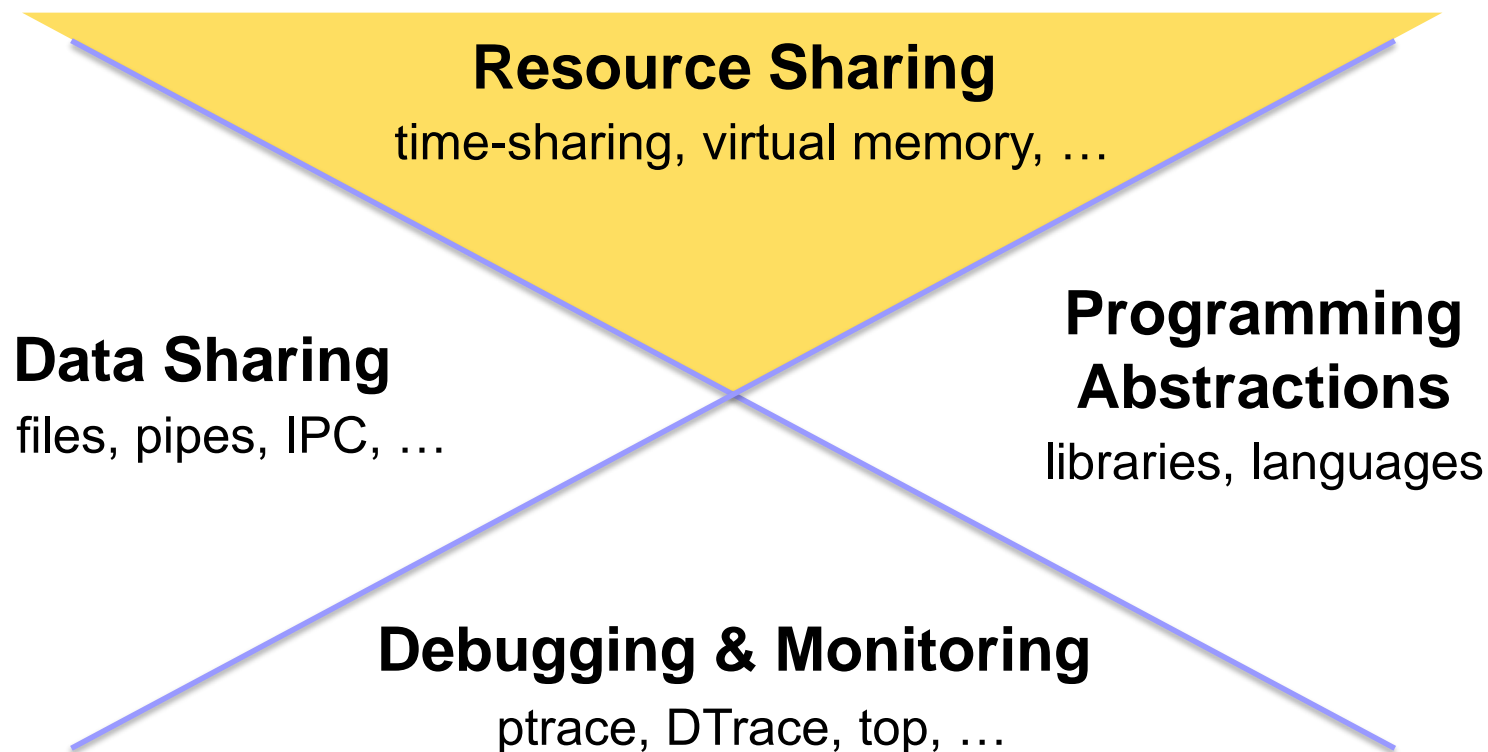 Resource Sharing
time-sharing, virtual memory, …
Data Sharing
files, pipes, IPC, …
Programming
Abstractions
libraries, languages
Debugging & Monitoring
ptrace, DTrace, top, …